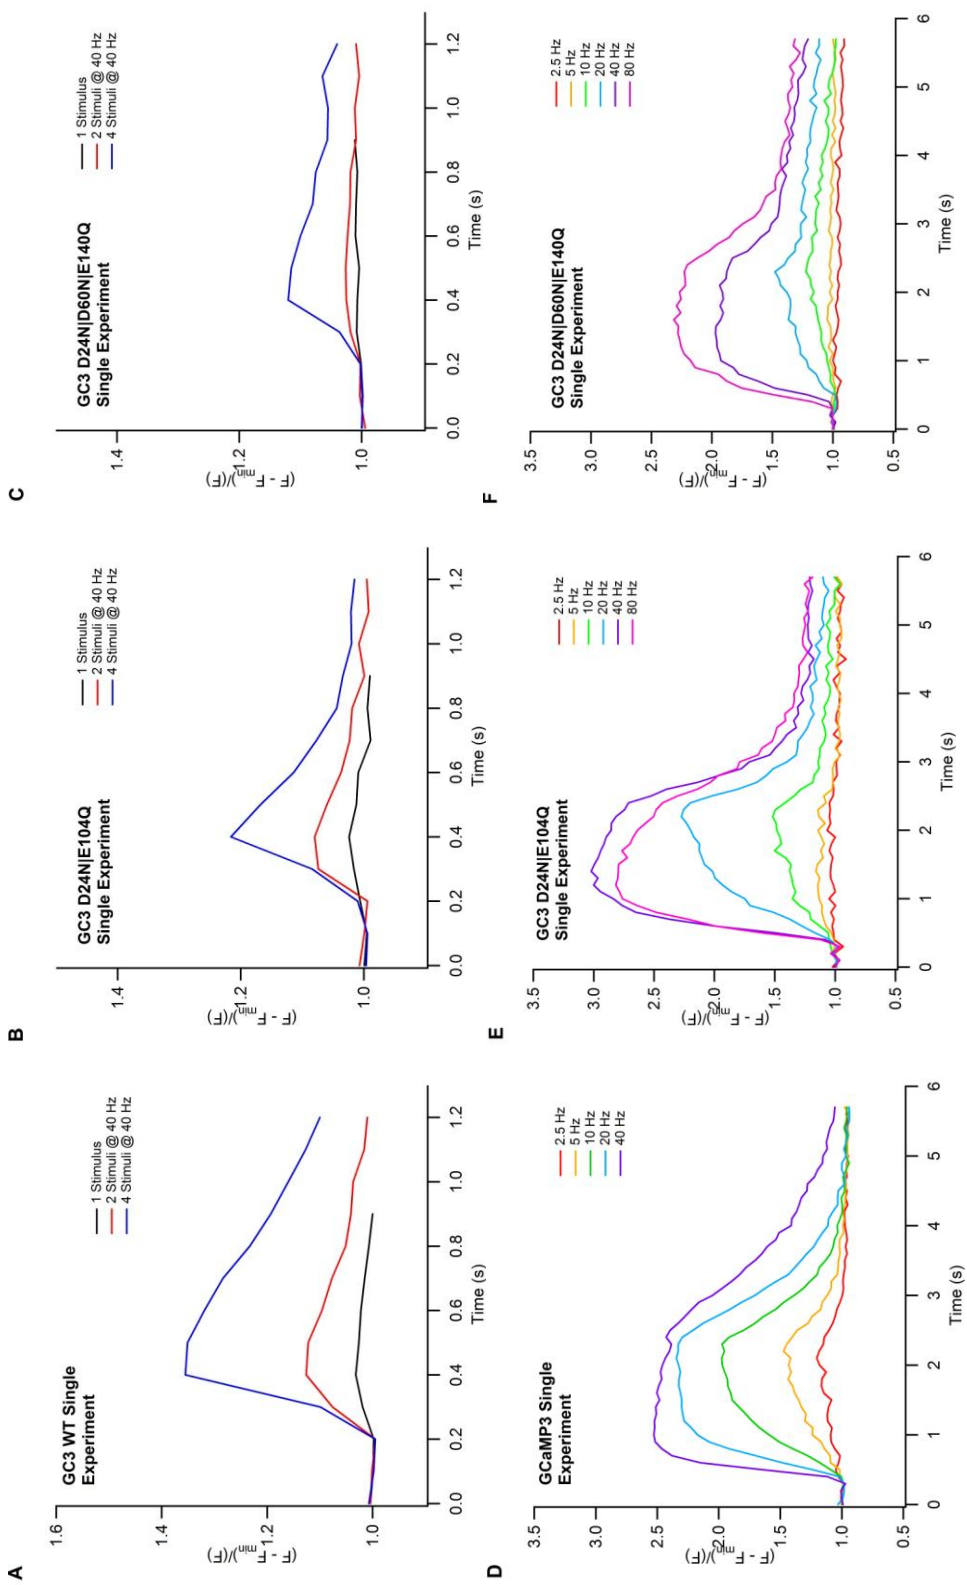 A
GC3 WT Single
Experiment
1 Stimulus
2 Stimuli @ 40 Hz
4 Stimuli @ 40 Hz
(F - Fmin)/(F)
1.6
1.4
1.2
1.0
0.0 0.2 0.4 0.6 0.8 1.0 1.2
Time (s)
B
GC3 D24N|E104Q
Single Experiment
1 Stimulus
2 Stimuli @ 40 Hz
4 Stimuli @ 40 Hz
(F - Fmin)/(F)
1.4
1.2
1.0
0.0 0.2 0.4 0.6 0.8 1.0 1.2
Time (s)
C
GC3 D24N|D60N|E140Q
Single Experiment
1 Stimulus
2 Stimuli @ 40 Hz
4 Stimuli @ 40 Hz
(F - Fmin)/(F)
1.4
1.2
1.0
0.0 0.2 0.4 0.6 0.8 1.0 1.2
Time (s)
D
GCaMP3 Single
Experiment
2.5 Hz
5 Hz
10 Hz
20 Hz
40 Hz
(F - Fmin)/(F)
3.5
3.0
2.5
2.0
1.5
1.0
0.5
0 1 2 3 4 5 6
Time (s)
E
GC3 D24N|E104Q
Single Experiment
2.5 Hz
5 Hz
10 Hz
20 Hz
40 Hz
80 Hz
(F - Fmin)/(F)
3.5
3.0
2.5
2.0
1.5
1.0
0.5
0 1 2 3 4 5 6
Time (s)
F
GC3 D24N|D60N|E140Q
Single Experiment
2.5 Hz
5 Hz
10 Hz
20 Hz
40 Hz
80 Hz
(F - Fmin)/(F)
3.5
3.0
2.5
2.0
1.5
1.0
0.5
0 1 2 3 4 5 6
Time (s)